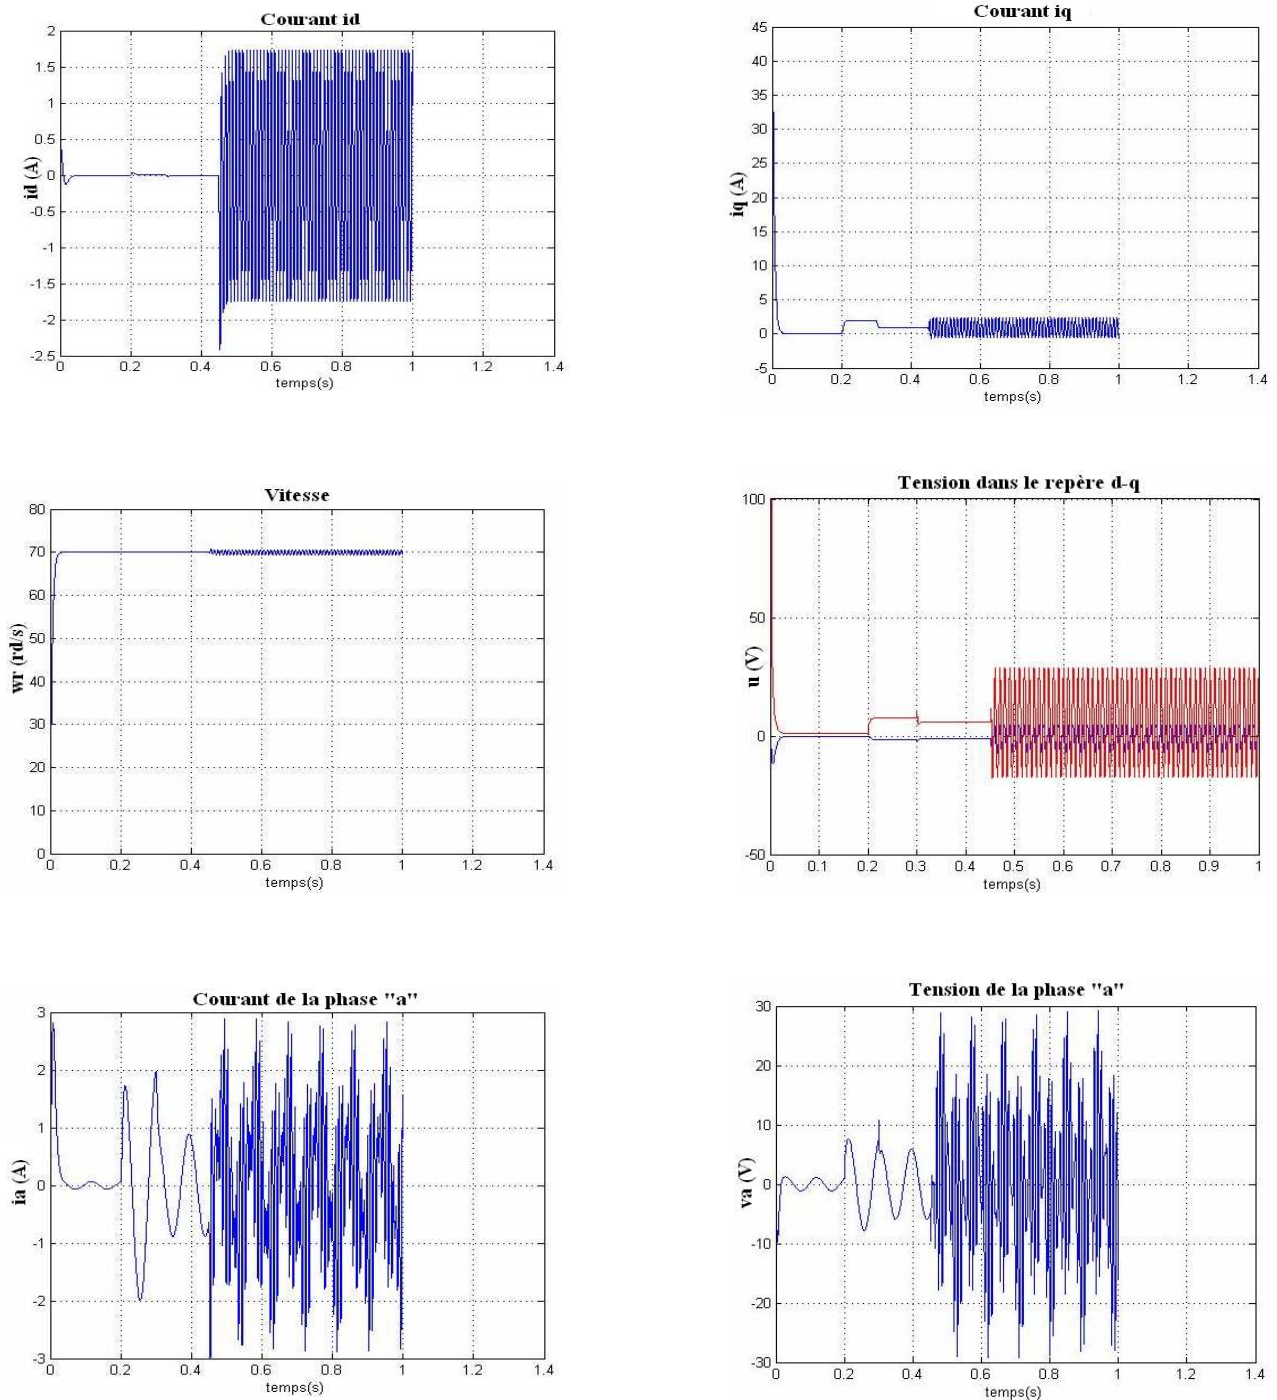 Courant id
2
1.5
1
0.5
0
-0.5
-1
-1.5
-2
-2.5
id (A)
0 0.2 0.4 0.6 0.8 1 1.2 1.4
temps(s)
Courant iq
45
40
35
30
25
20
15
10
5
0
-5
iq (A)
0 0.2 0.4 0.6 0.8 1 1.2 1.4
temps(s)
Vitesse
80
70
60
50
40
30
70
10
0
wr (rd/s)
0 0.2 0.4 0.6 0.8 1 1.2 1.4
temps(s)
Tension dans le repère d-q
100
50
0
-50
u (V)
0 0.1 0.2 0.3 0.4 0.5 0.6 0.7 0.8 0.9 1
temps(s)
Courant de la phase "a"
3
2
1
0
-1
-2
-3
ia (A)
0 0.2 0.4 0.6 0.8 1 1.2 1.4
temps(s)
Tension de la phase "a"
30
20
10
0
-10
-20
-30
va (V)
0 0.2 0.4 0.6 0.8 1 1.2 1.4
temps(s)